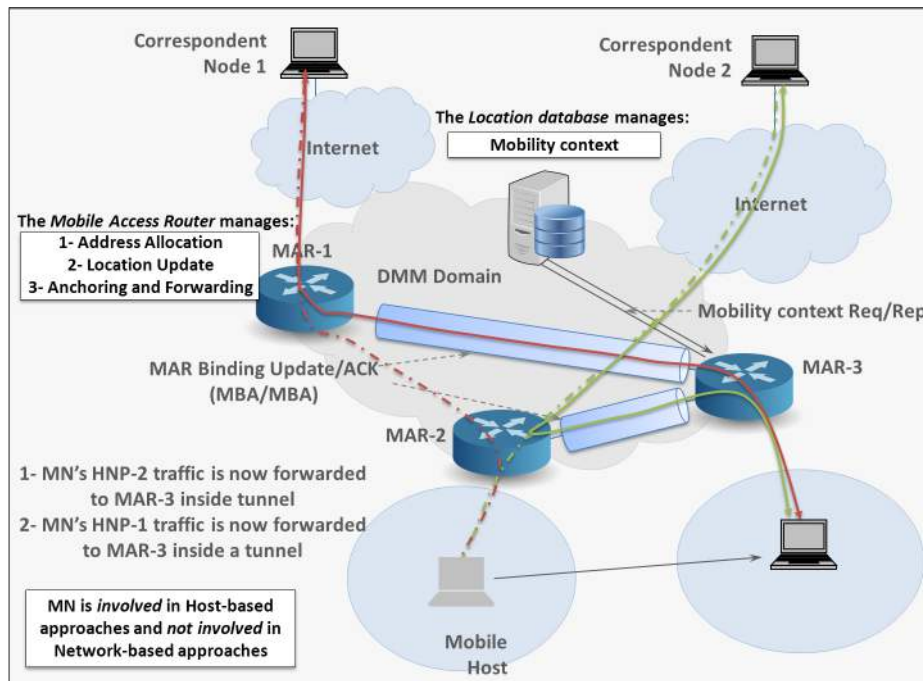 Correspondent
Node 1
Correspondent
Node 2
The Location database manages:
Mobility context
Internet
Internet
The Mobile Access Router manages:
1- Address Allocation
2- Location Update
3- Anchoring and Forwarding
MAR-1
DMM Domain
Mobility context Req/Rep
MAR Binding Update/ACK
(MBA/MBA)
MAR-3
MAR-2
1- MN's HNP-2 traffic is now forwarded
to MAR-3 inside tunnel
2- MN's HNP-1 traffic is now forwarded
to MAR-3 inside a tunnel
MN is involved in Host-based
approaches and not involved in
Network-based approaches
Mobile
Host